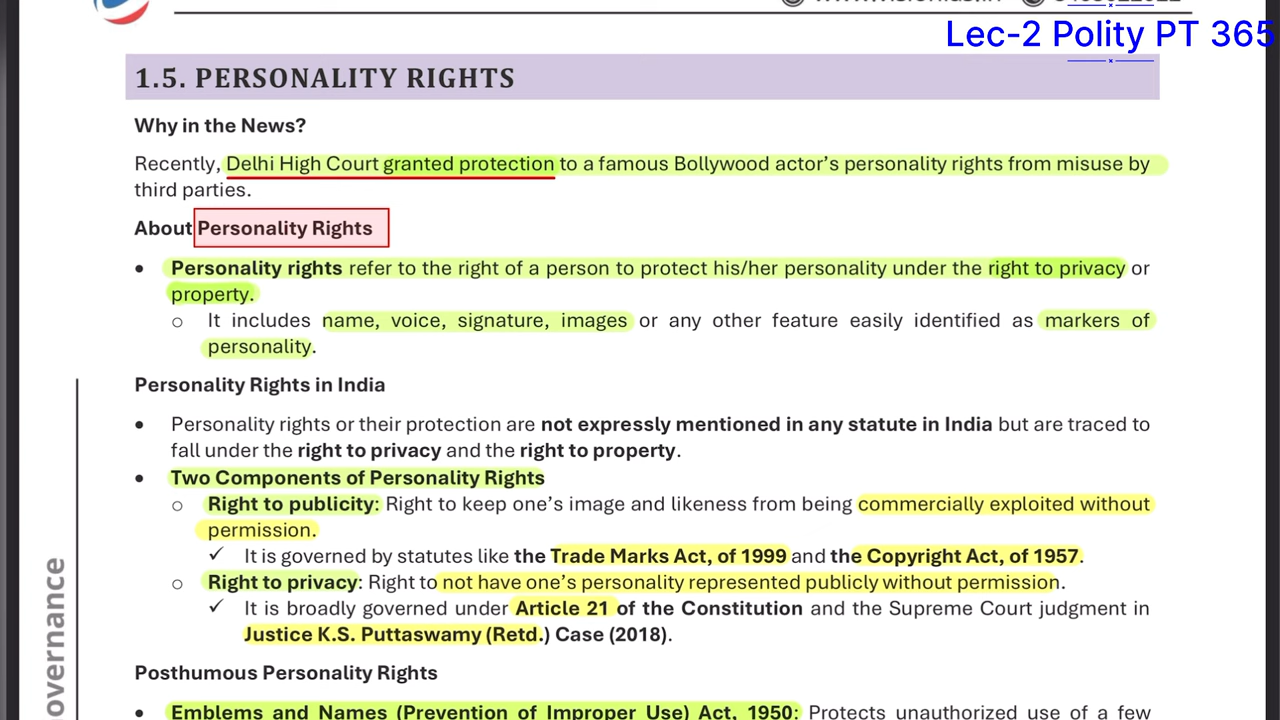 Lec-2 Polity PT 365
1.5. PERSONALITY RIGHTS
Why in the News?
Recently, Delhi High Court granted protection to a famous Bollywood actor’s personality rights from misuse by
third parties.
About Personality Rights
• Personality rights refer to the right of a person to protect his/her personality under the right to privacy or
property.
o It includes name, voice, signature, images or any other feature easily identified as markers of
personality.
Personality Rights in India
• Personality rights or their protection are not expressly mentioned in any statute in India but are traced to
fall under the right to privacy and the right to property.
• Two Components of Personality Rights
o Right to publicity: Right to keep one’s image and likeness from being commercially exploited without
permission.
✓ It is governed by statutes like the Trade Marks Act, of 1999 and the Copyright Act, of 1957.
o Right to privacy: Right to not have one’s personality represented publicly without permission.
✓ It is broadly governed under Article 21 of the Constitution and the Supreme Court judgment in
Justice K.S. Puttaswamy (Retd.) Case (2018).
Posthumous Personality Rights
• Emblems and Names (Prevention of Improper Use) Act, 1950: Protects unauthorized use of a few